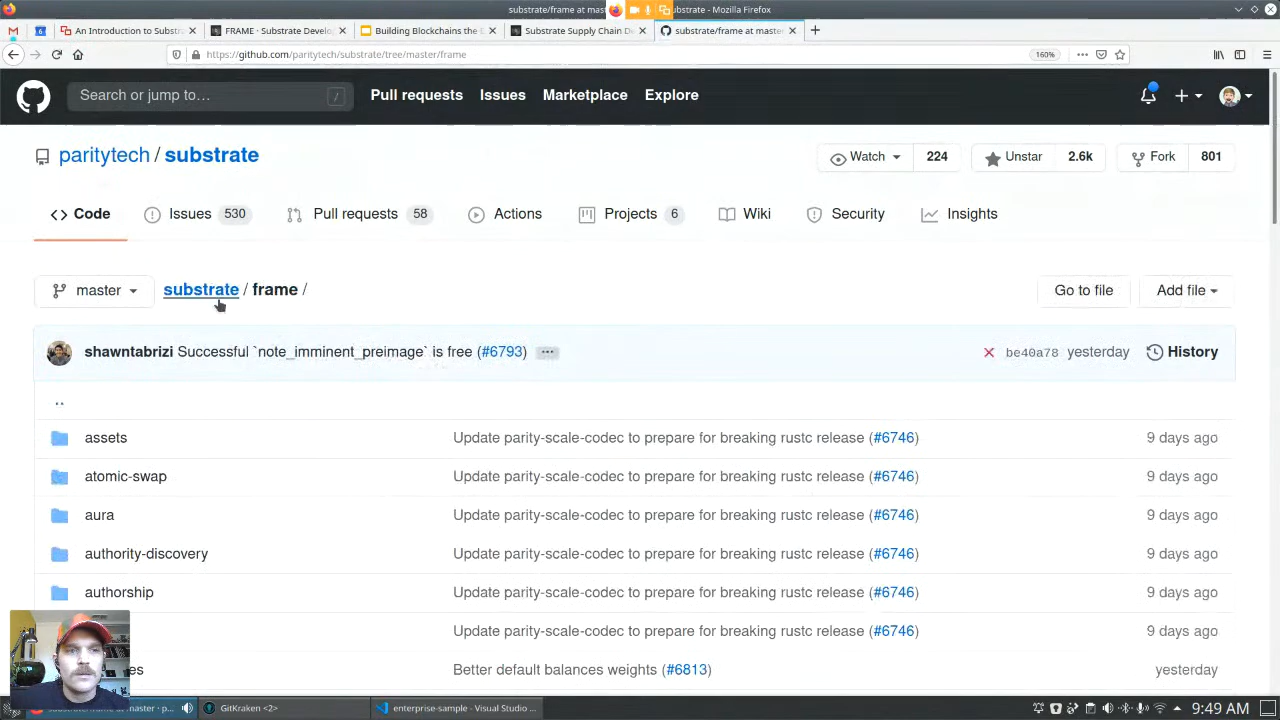 substrate/frame at mas substrate - Mozilla Firefox
An Introduction to Substr FRAME · Substrate Develo Building Blockchains the E Substrate Supply Chain D substrate/frame at maste
https://github.com/paritytech/substrate/tree/master/frame 160%
Search or jump to… / Pull requests Issues Marketplace Explore
paritytech / substrate Watch 224 Unstar 2.6k Fork 801
Code Issues 530 Pull requests 58 Actions Projects 6 Wiki Security Insights
master substrate / frame / Go to file Add file
shawntabrizi Successful `note_imminent_preimage` is free (#6793) ... be40a78 yesterday History
..
assets Update parity-scale-codec to prepare for breaking rustc release (#6746) 9 days ago
atomic-swap Update parity-scale-codec to prepare for breaking rustc release (#6746) 9 days ago
aura Update parity-scale-codec to prepare for breaking rustc release (#6746) 9 days ago
authority-discovery Update parity-scale-codec to prepare for breaking rustc release (#6746) 9 days ago
authorship Update parity-scale-codec to prepare for breaking rustc release (#6746) 9 days ago
Update parity-scale-codec to prepare for breaking rustc release (#6746) 9 days ago
es Better default balances weights (#6813) yesterday
substrate/frame at master · p... GitKraken <2> enterprise-sample - Visual Studio ... 9:49 AM